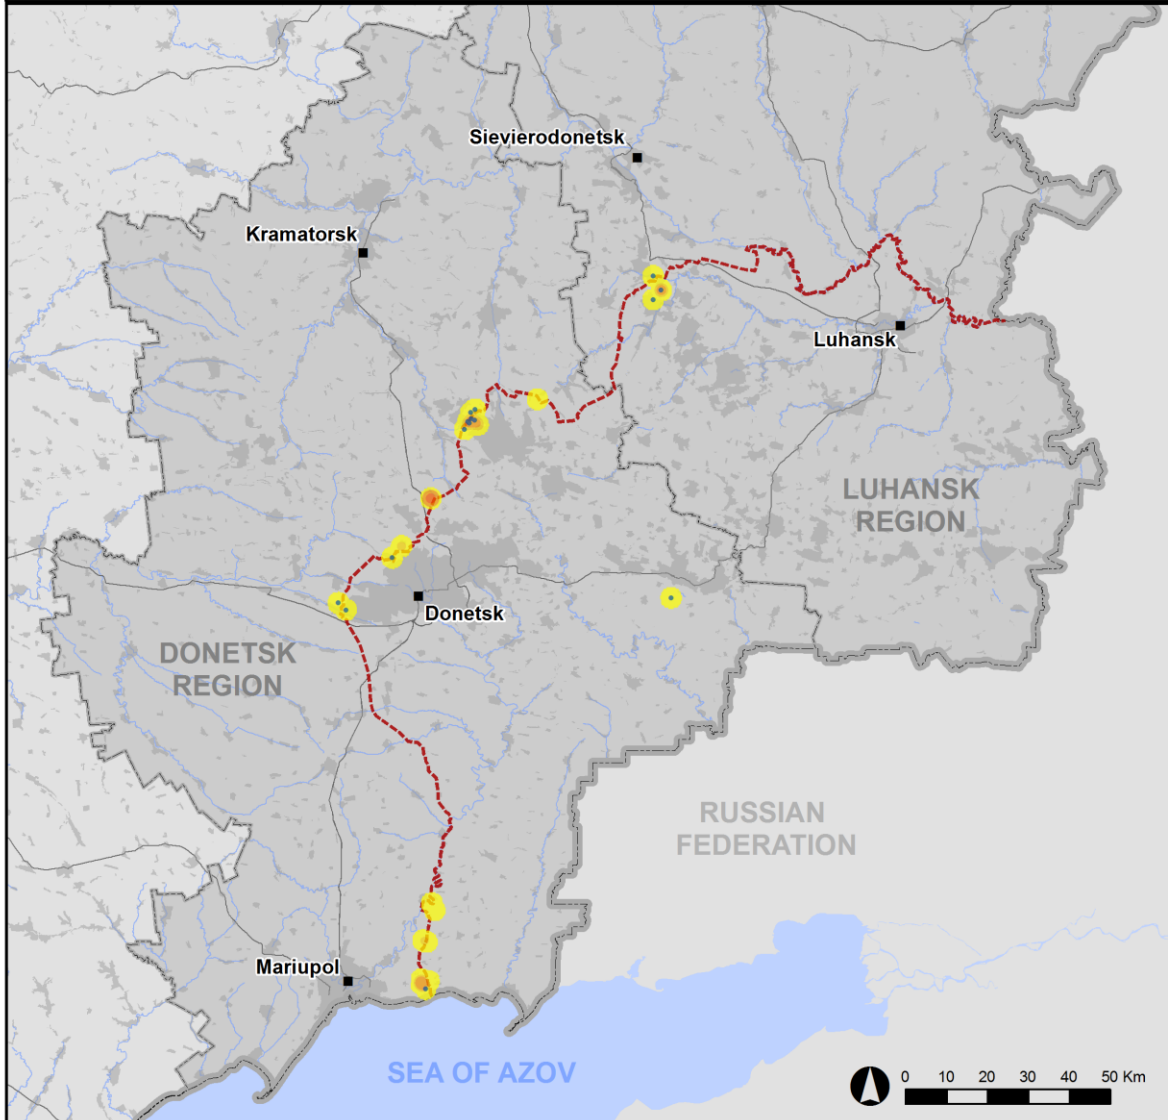 Sievierodonetsk
Kramatorsk
Luhansk
LUHANSK
REGION
Donetsk
DONETSK
REGION
RUSSIAN
FEDERATION
Mariupol
SEA OF AZOV
0 10 20 30 40 50 Km